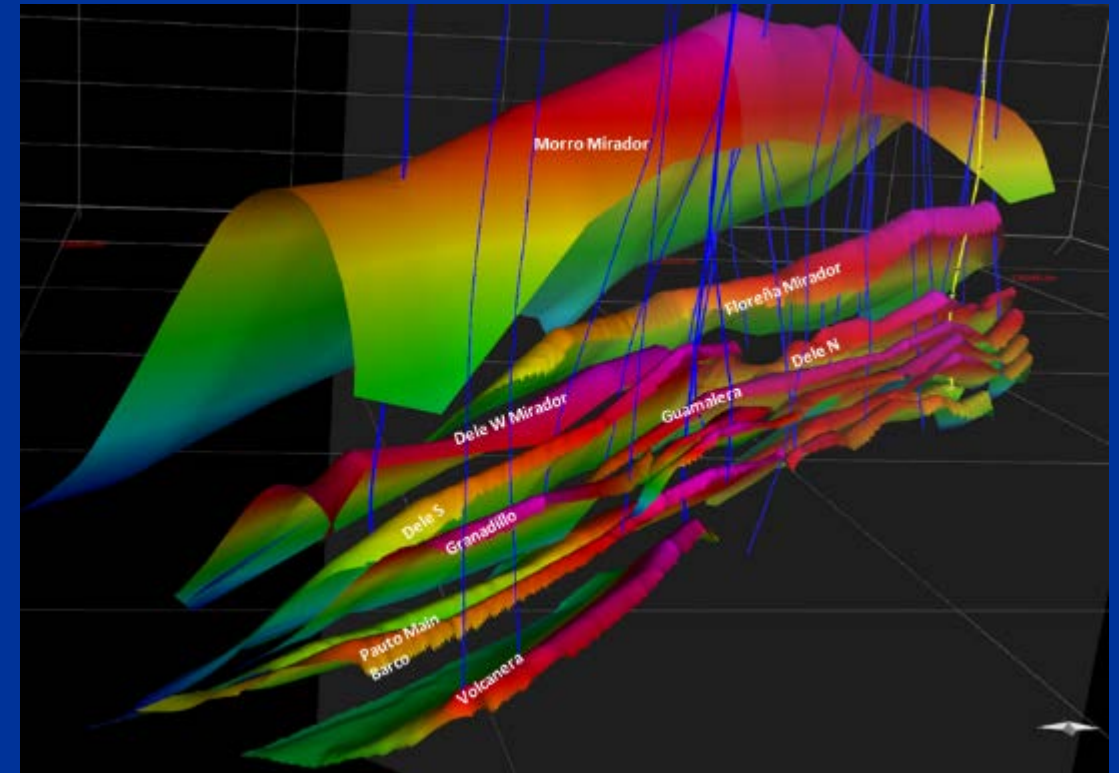 Morro Mirador
Floreña Mirador
Dele N
Guamalera
Dele W Mirador
Dele S
Granadillo
Pauto Main
Barco
Volcanera